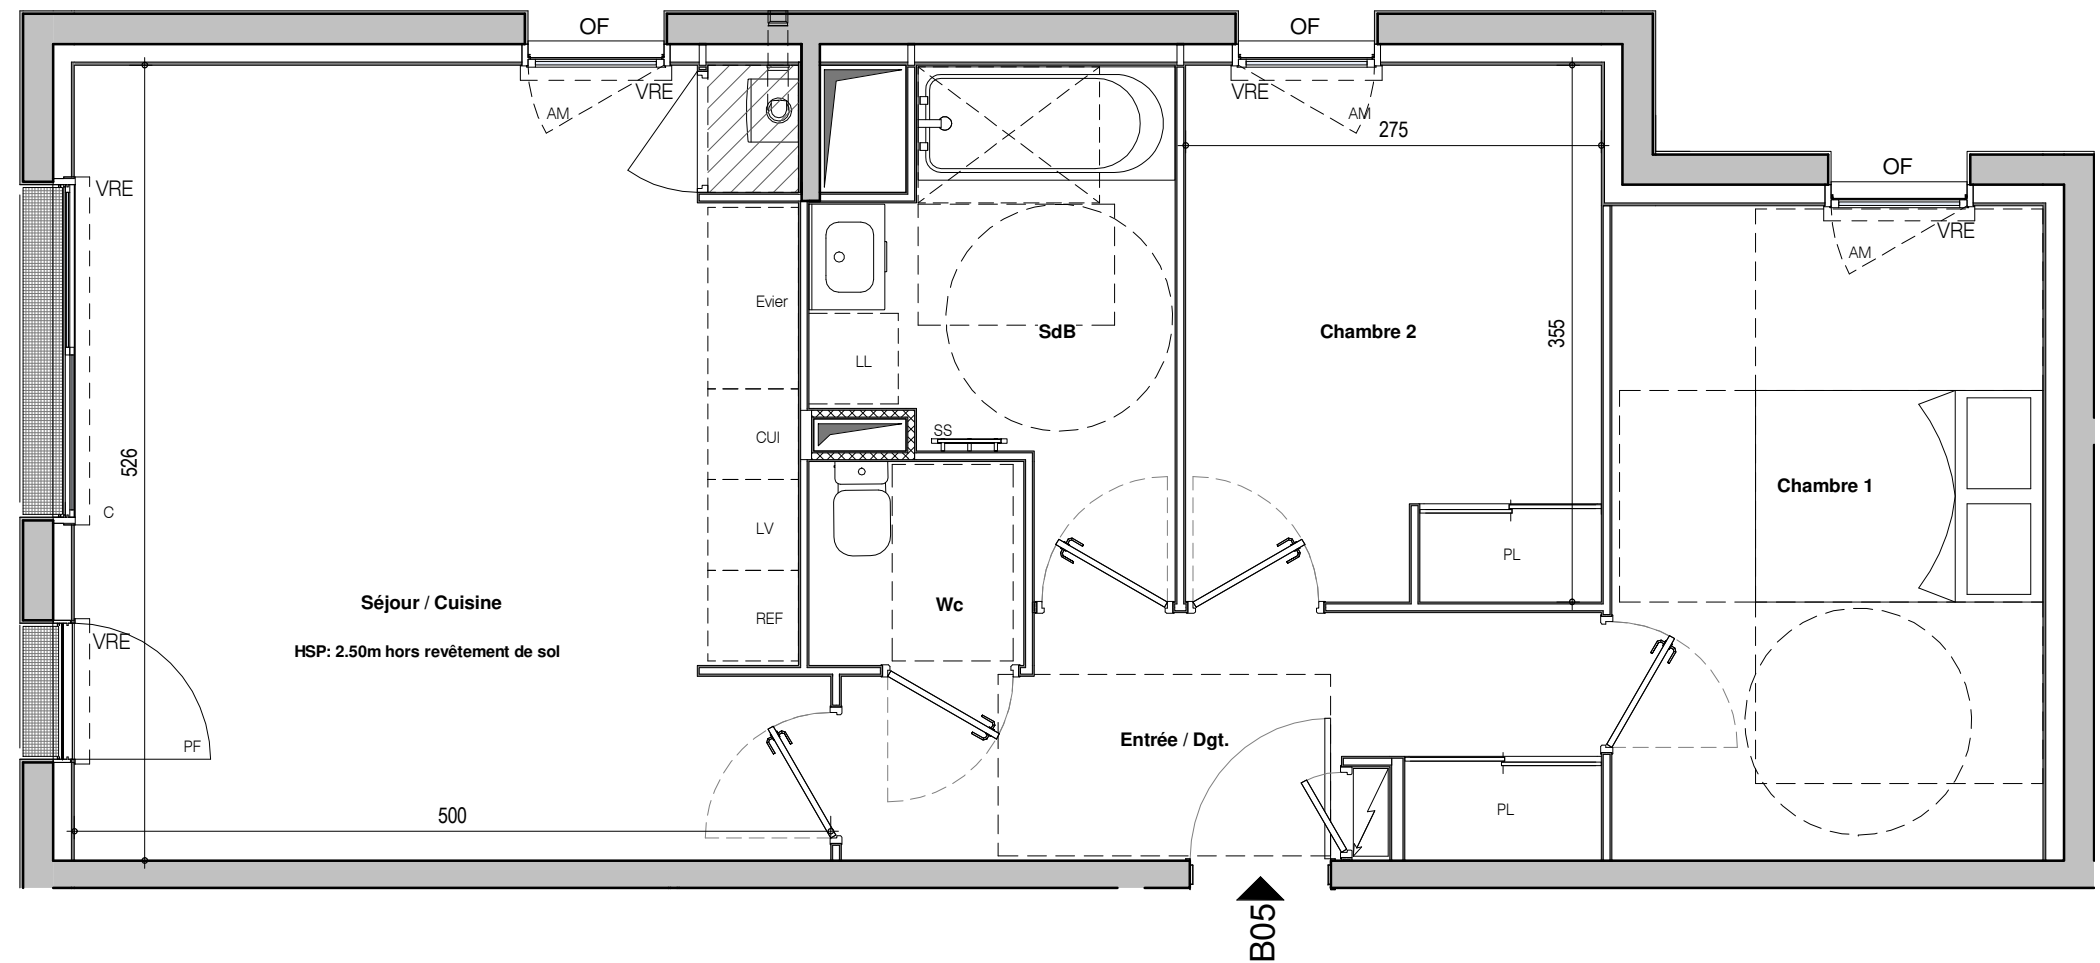 OF
OF
OF
VRE
AM
VRE
AM
275
VRE
AM
VRE
Evier
SdB
Chambre 2
355
LL
CUI
SS
526
C
Chambre 1
LV
PL
Séjour / Cuisine
Wc
REF
HSP: 2.50m hors revêtement de sol
VRE
PF
Entrée / Dgt.
500
PL
B05